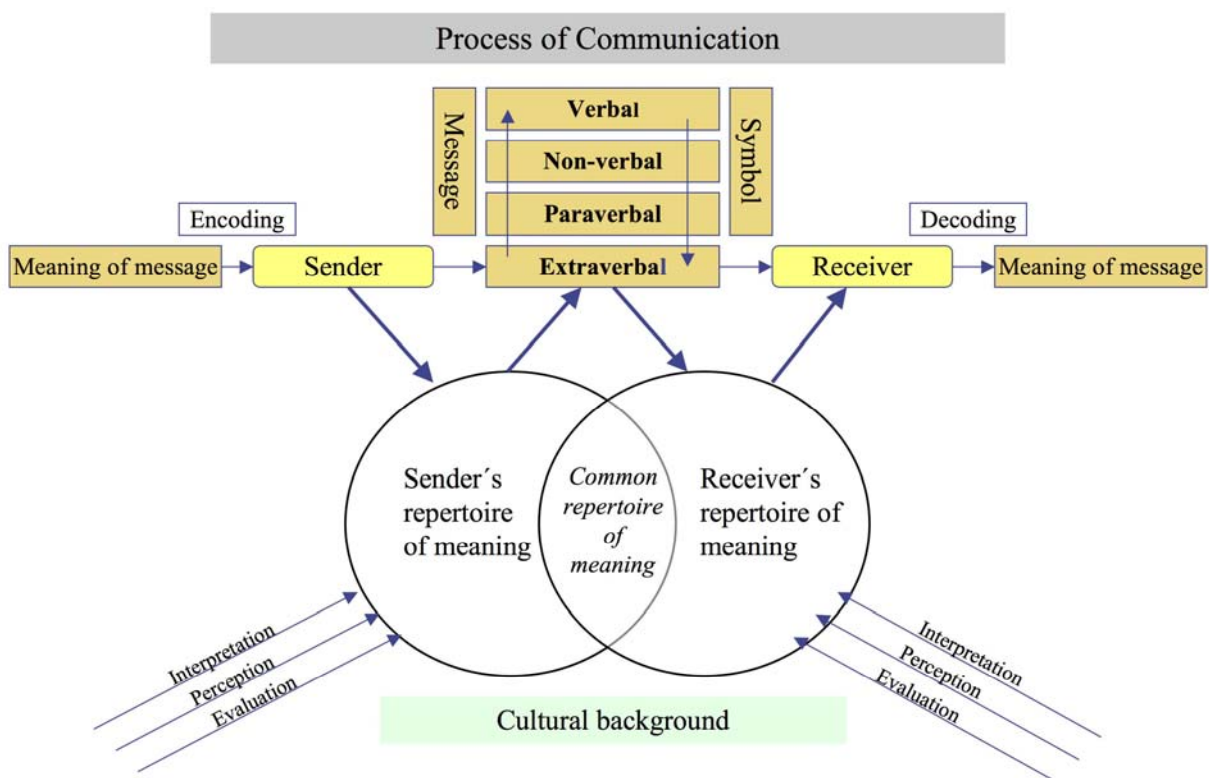 Process of Communication
Message
Verbal
Non-verbal
Paraverbal
Symbol
Encoding
Decoding
Meaning of message
Sender
Extraverbal
Receiver
Meaning of message
Sender´s
repertoire
of meaning
Common
repertoire
of
meaning
Receiver´s
repertoire of
meaning
Interpretation
Perception
Evaluation
Interpretation
Perception
Evaluation
Cultural background